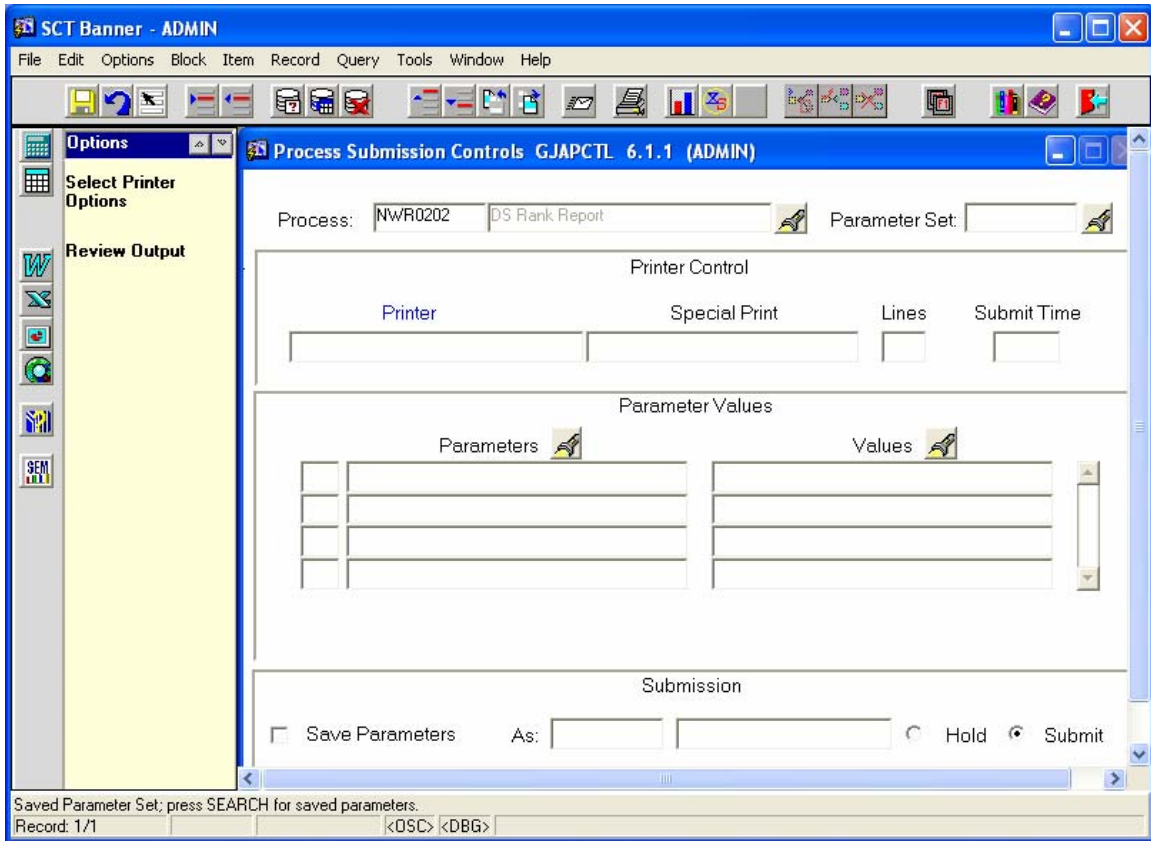 SCT Banner - ADMIN
File Edit Options Block Item Record Query Tools Window Help
Options
Select Printer
Options
Review Output
Process Submission Controls GJAPCTL 6.1.1 (ADMIN)
Process: NWR0202 DS Rank Report Parameter Set:
Printer Control
Printer Special Print Lines Submit Time
Parameter Values
Parameters Values
Submission
Save Parameters As: Hold Submit
Saved Parameter Set; press SEARCH for saved parameters.
Record: 1/1 <OSC> <DBG>